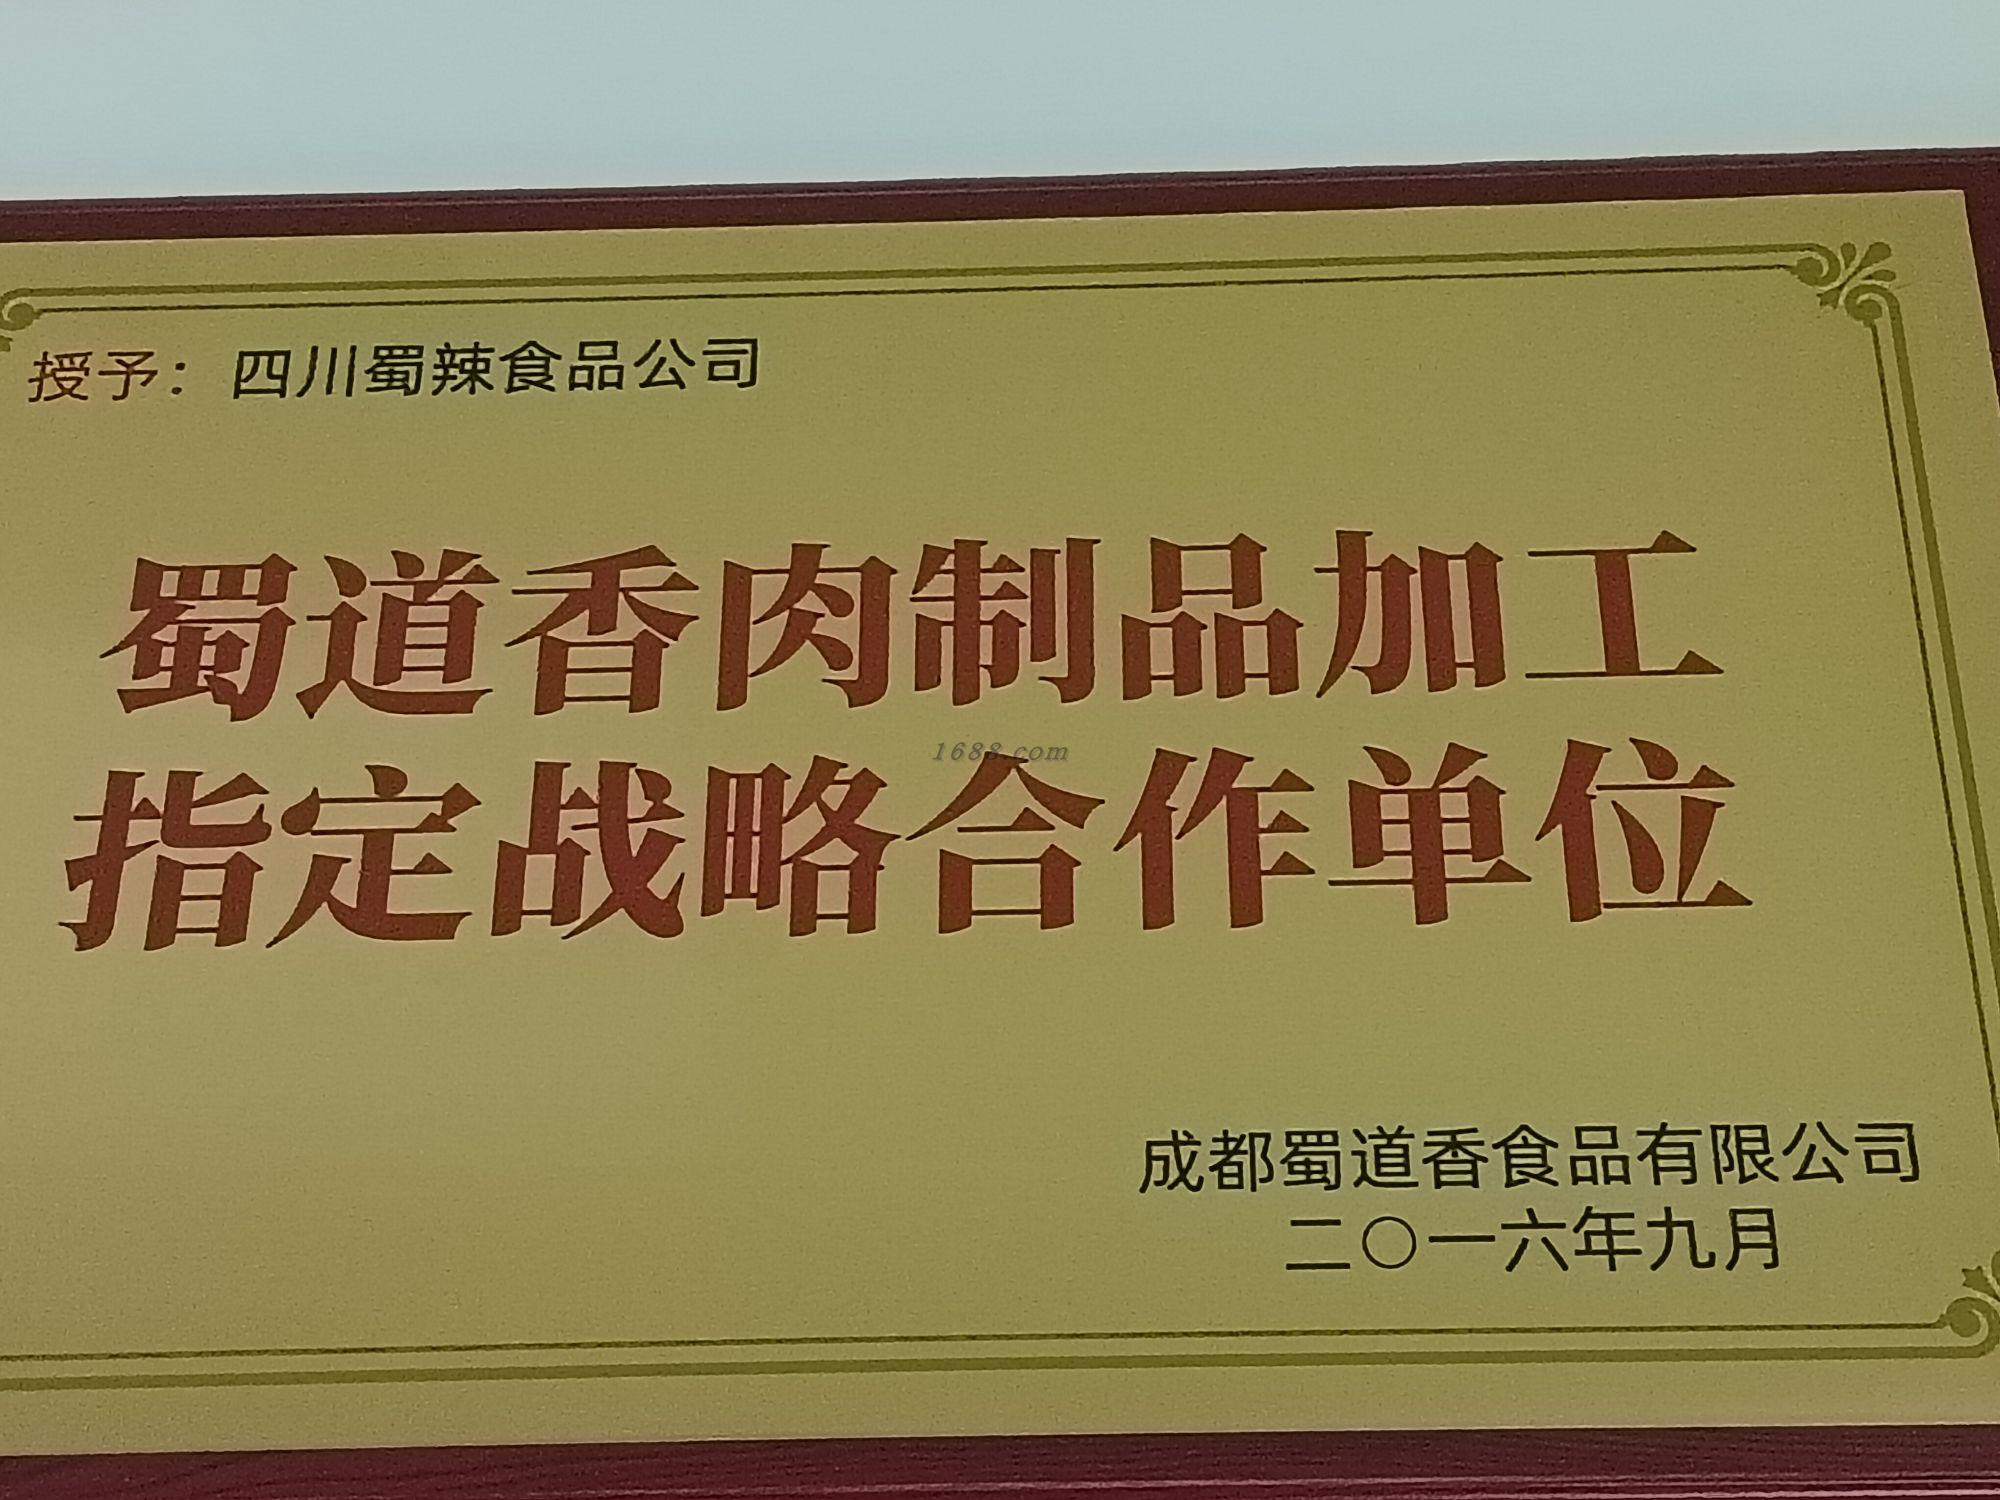 授予：四川蜀辣食品公司
蜀道香肉制品加工
1688.com
指定战略合作单位
成都蜀道香食品有限公司
二〇一六年九月